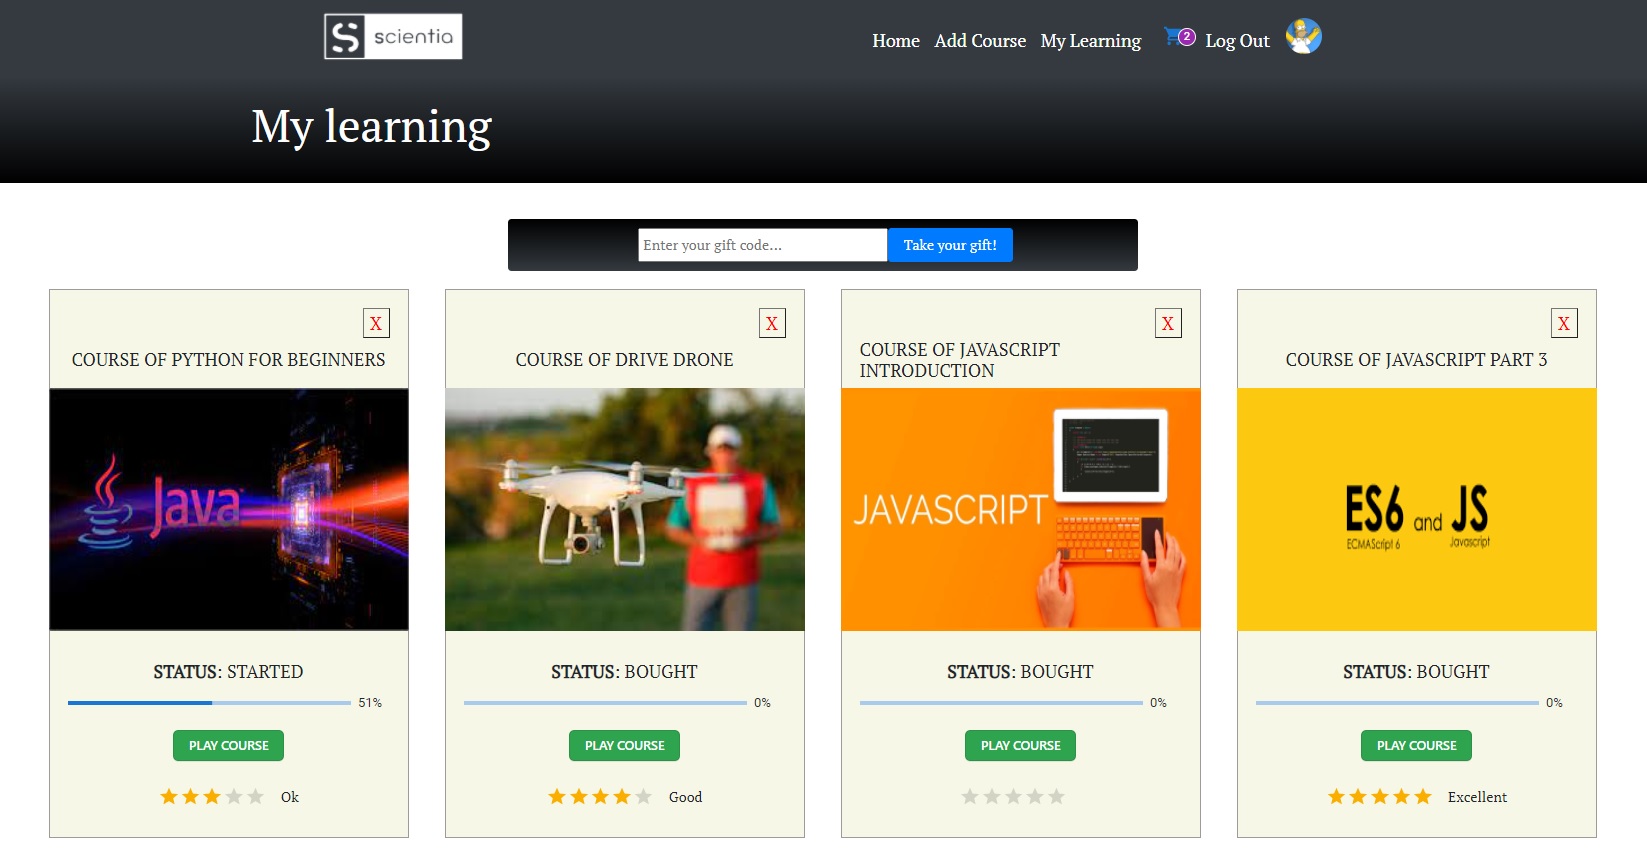 scientia
Home Add Course My Learning 2 Log Out
My learning
Enter your gift code... Take your gift!
X
COURSE OF PYTHON FOR BEGINNERS
Java
STATUS: STARTED
51%
PLAY COURSE
Ok
X
COURSE OF DRIVE DRONE
STATUS: BOUGHT
0%
PLAY COURSE
Good
X
COURSE OF JAVASCRIPT
INTRODUCTION
JAVASCRIPT
STATUS: BOUGHT
0%
PLAY COURSE
X
COURSE OF JAVASCRIPT PART 3
ES6 and JS
ECMAScript 6 Javascript
STATUS: BOUGHT
0%
PLAY COURSE
Excellent